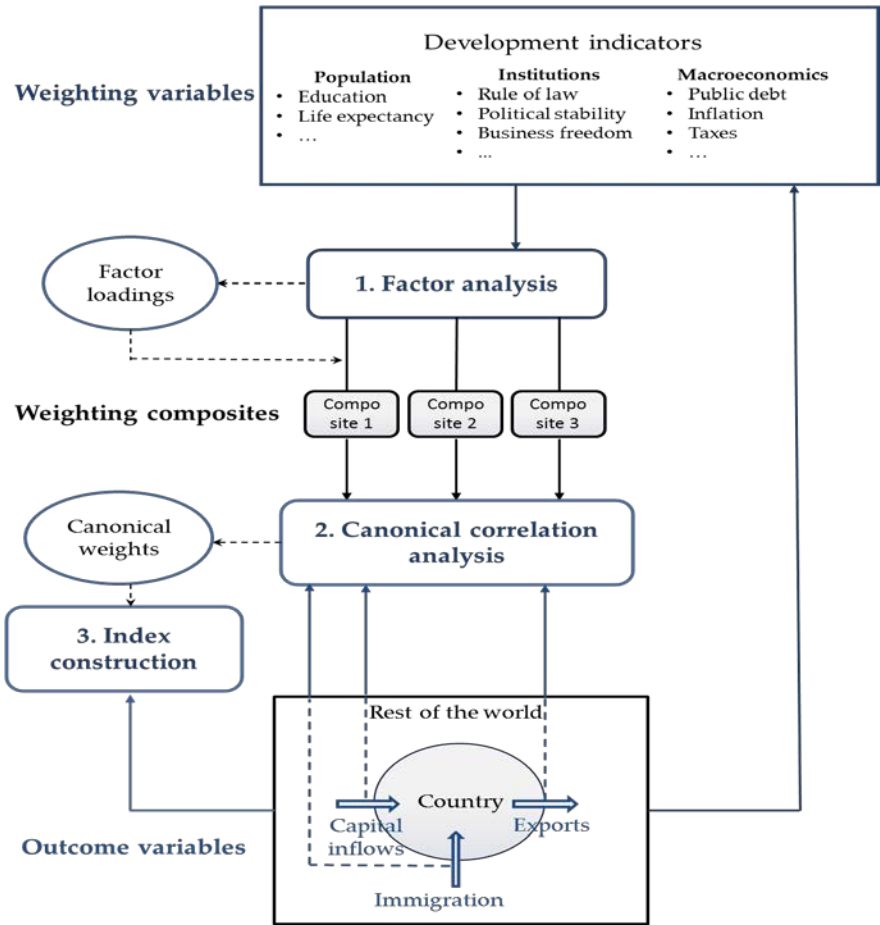 Development indicators
Weighting variables
Population
• Education
• Life expectancy
• …
Institutions
• Rule of law
• Political stability
• Business freedom
• ...
Macroeconomics
• Public debt
• Inflation
• Taxes
• …
Factor
loadings
1. Factor analysis
Weighting composites
Compo
site 1
Compo
site 2
Compo
site 3
Canonical
weights
2. Canonical correlation
analysis
3. Index
construction
Rest of the world
Country
Capital
inflows
Exports
Immigration
Outcome variables